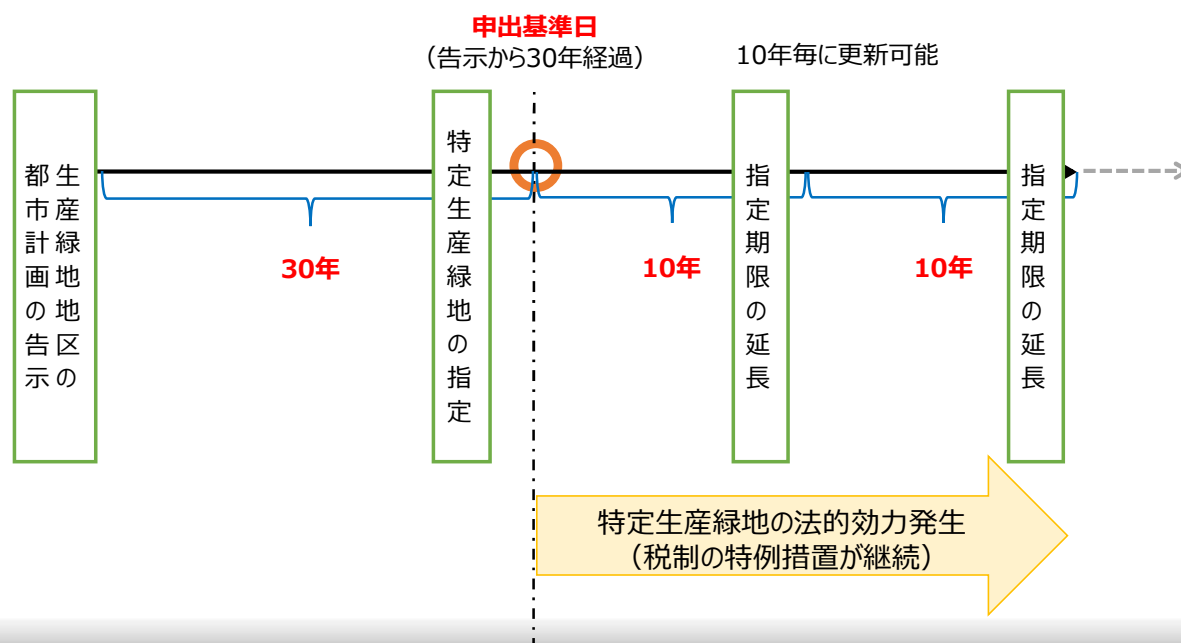 申出基準日
（告示から30年経過）
10年毎に更新可能
生産緑地地区の
都市計画の告示
特定生産緑地の指定
指定期限の延長
指定期限の延長
30年
10年
10年
特定生産緑地の法的効力発生
（税制の特例措置が継続）